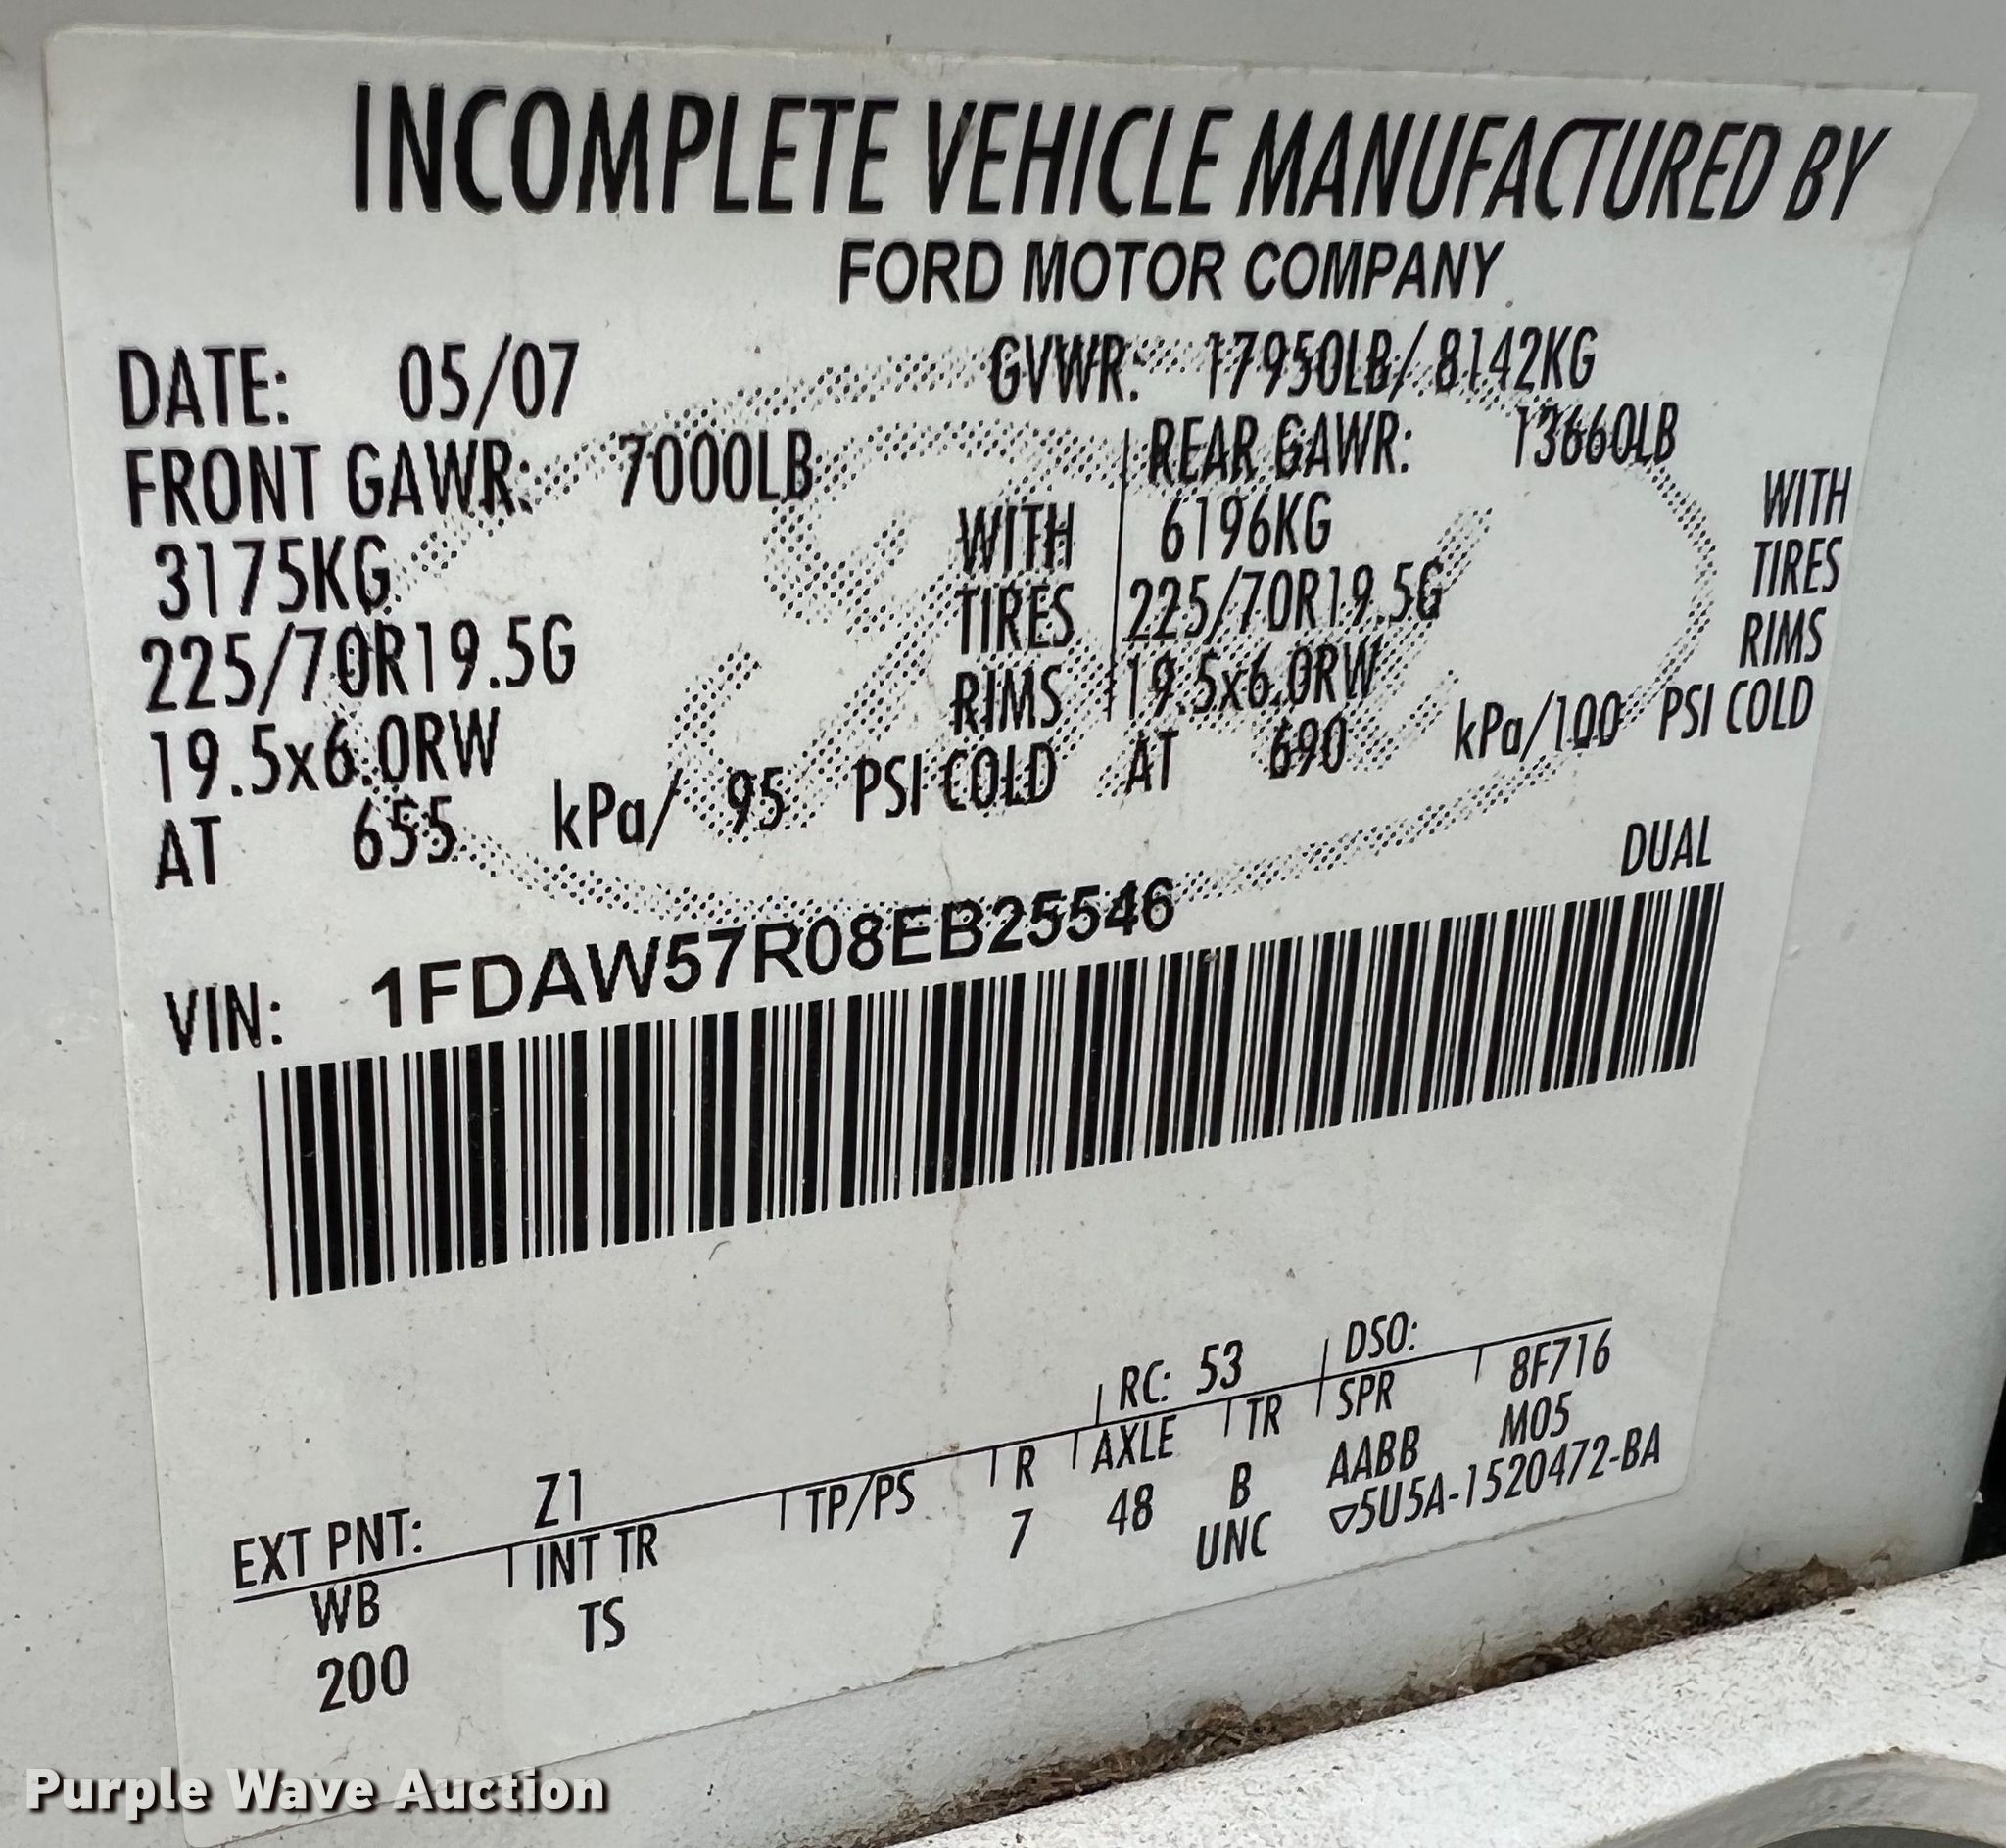 INCOMPLETE VEHICLE MANUFACTURED BY
FORD MOTOR COMPANY
DATE: 05/07 GVWR: 17950LB/ 8142KG
FRONT GAWR: 7000LB REAR GAWR: 13660LB
3175KG WITH 6196KG WITH
225/70R19.5G TIRES 225/70R19.5G TIRES
19.5x6.0RW RIMS 19.5x6.0RW RIMS
AT 655 kPa/ 95 PSI COLD AT 690 kPa/100 PSI COLD
DUAL
VIN: 1FDAW57R08EB25546
EXT PNT: Z1 RC: 53 DSO:
WB INT TR TP/PS R AXLE TR SPR 8F716
200 TS 7 48 B AABB M05
UNC ▽5U5A-1520472-BA
Purple Wave Auction